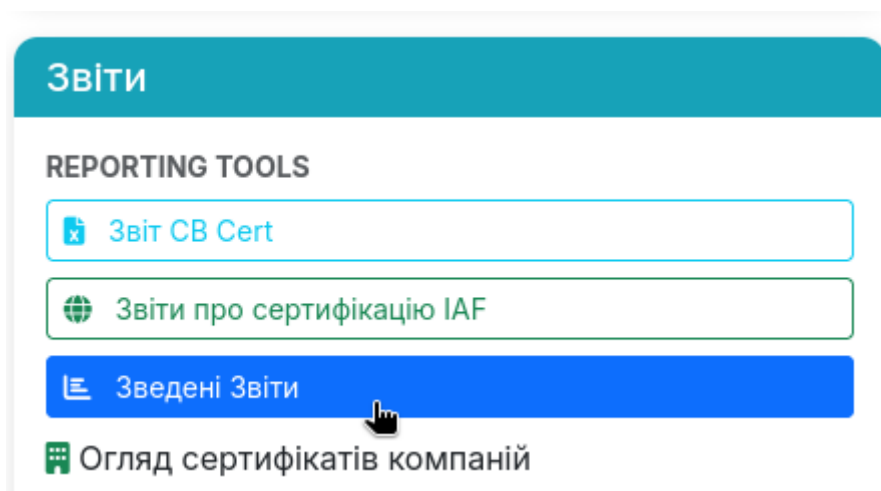 Звіти
REPORTING TOOLS
Звіт CB Cert
Звіти про сертифікацію IAF
Зведені Звіти
Огляд сертифікатів компаній